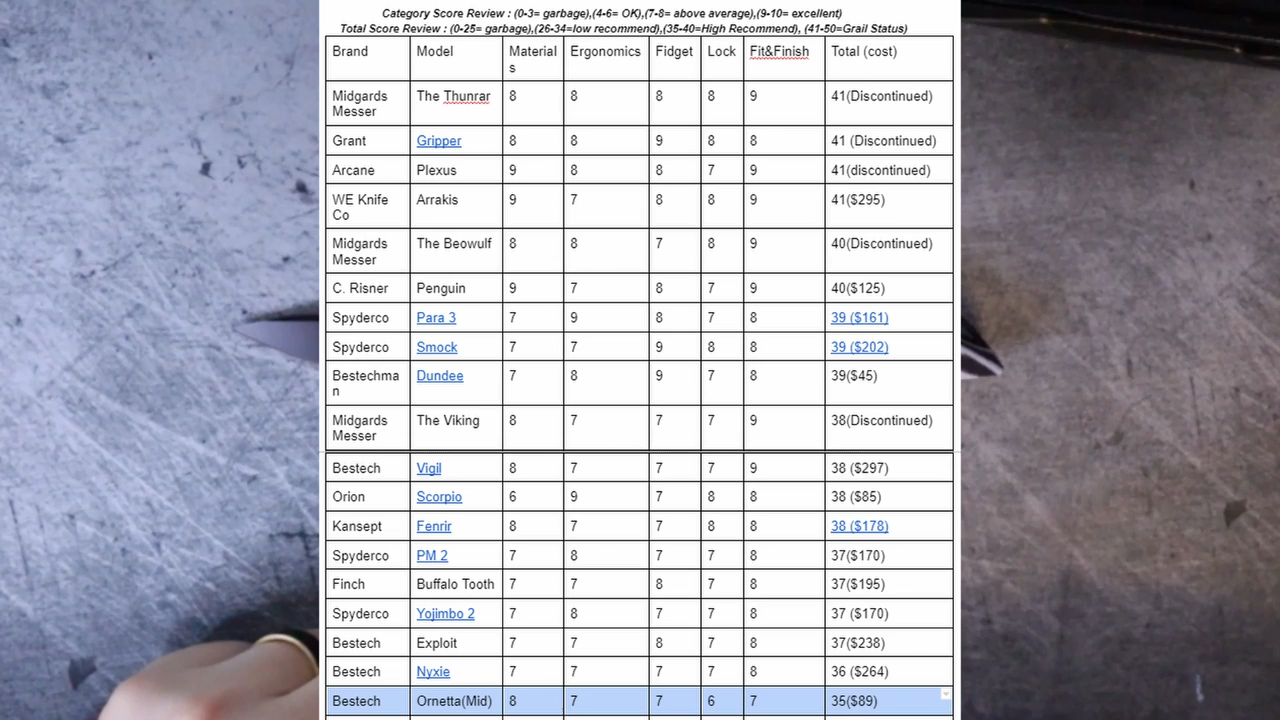 Category Score Review : (0-3= garbage),(4-6= OK),(7-8= above average),(9-10= excellent)
Total Score Review : (0-25= garbage),(26-34=low recommend),(35-40=High Recommend), (41-50=Grail Status)
Brand Model Material Ergonomics Fidget Lock Fit&Finish Total (cost)
s
Midgards The Thunrar 8 8 8 8 9 41(Discontinued)
Messer
Grant Gripper 8 8 9 8 8 41 (Discontinued)
Arcane Plexus 9 8 8 7 9 41(discontinued)
WE Knife Arrakis 9 7 8 8 9 41($295)
Co
Midgards The Beowulf 8 8 7 8 9 40(Discontinued)
Messer
C. Risner Penguin 9 7 8 7 9 40($125)
Spyderco Para 3 7 9 8 7 8 39 ($161)
Spyderco Smock 7 7 9 8 8 39 ($202)
Bestechma Dundee 7 8 9 7 8 39($45)
n
Midgards The Viking 8 7 7 7 9 38(Discontinued)
Messer
Bestech Vigil 8 7 7 7 9 38 ($297)
Orion Scorpio 6 9 7 8 8 38 ($85)
Kansept Fenrir 8 7 7 8 8 38 ($178)
Spyderco PM 2 7 8 7 7 8 37($170)
Finch Buffalo Tooth 7 7 8 7 8 37($195)
Spyderco Yojimbo 2 7 8 7 7 8 37 ($170)
Bestech Exploit 7 7 8 7 8 37($238)
Bestech Nyxie 7 7 7 7 8 36 ($264)
Bestech Ornetta(Mid) 8 7 7 6 7 35($89)